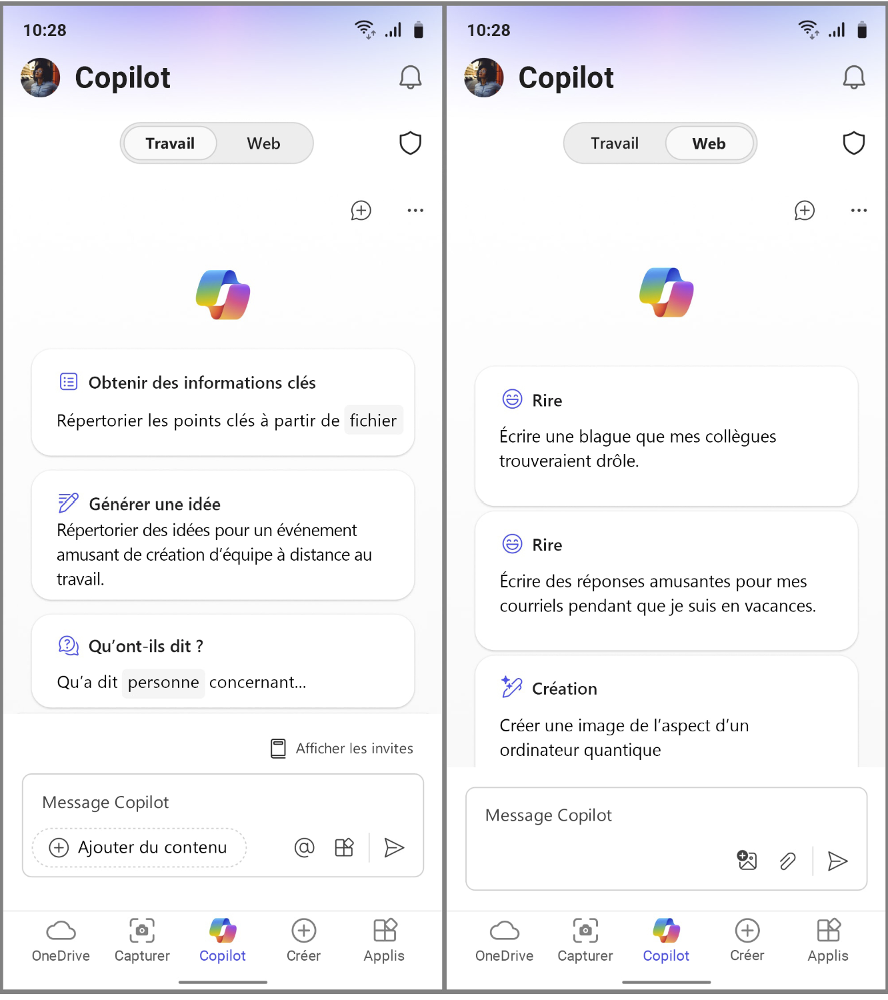 10:28
Copilot
Travail Web
Obtenir des informations clés
Répertorier les points clés à partir de fichier
Générer une idée
Répertorier des idées pour un événement
amusant de création d’équipe à distance au
travail.
Qu’ont-ils dit ?
Qu’a dit personne concernant...
Afficher les invites
Message Copilot
Ajouter du contenu
OneDrive Capturer Copilot Créer Applis
10:28
Copilot
Travail Web
Rire
Écrire une blague que mes collègues
trouveraient drôle.
Rire
Écrire des réponses amusantes pour mes
courriels pendant que je suis en vacances.
Création
Créer une image de l’aspect d’un
ordinateur quantique
Message Copilot
OneDrive Capturer Copilot Créer Applis